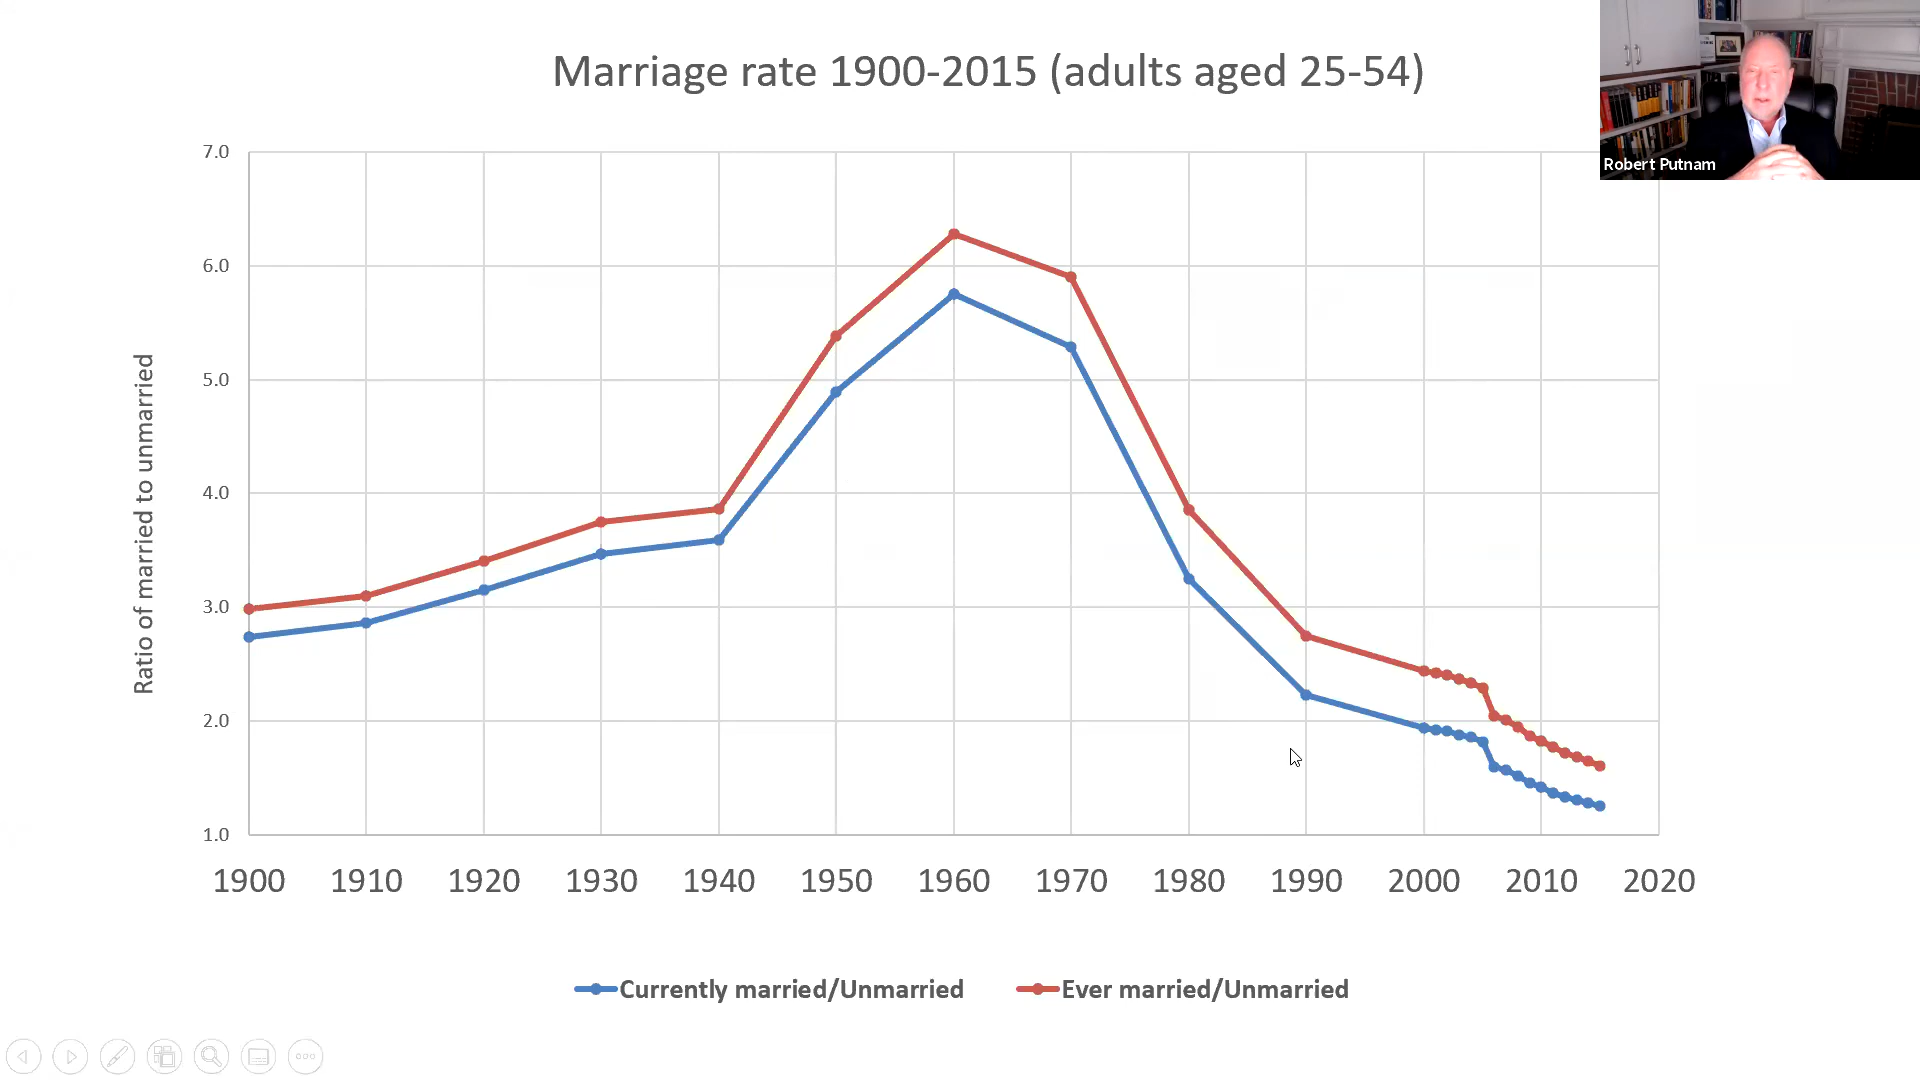 Marriage rate 1900-2015 (adults aged 25-54)
Robert Putnam
Ratio of married to unmarried
7.0
6.0
5.0
4.0
3.0
2.0
1.0
1900 1910 1920 1930 1940 1950 1960 1970 1980 1990 2000 2010 2020
Currently married/Unmarried Ever married/Unmarried